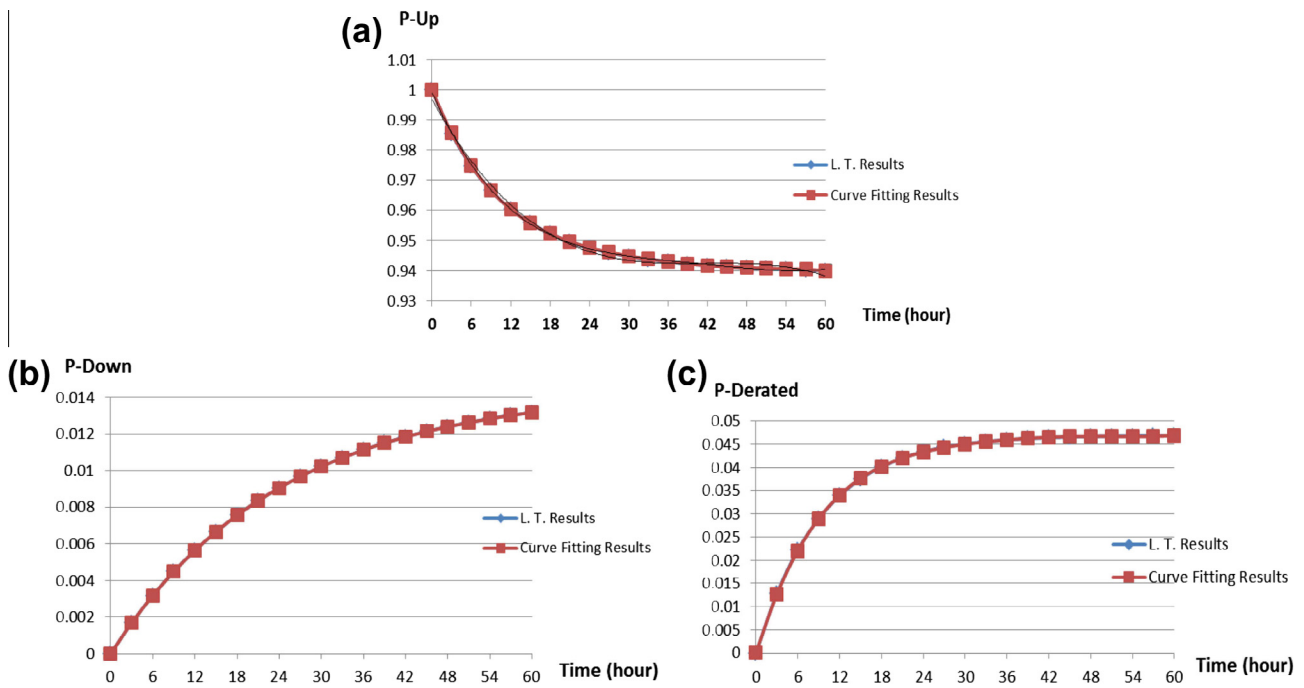 (a) P-Up
1.01
1
0.99
0.98
0.97
0.96
0.95
0.94
0.93
0 6 12 18 24 30 36 42 48 54 60
Time (hour)
L. T. Results
Curve Fitting Results
(b) P-Down
0.014
0.012
0.01
0.008
0.006
0.004
0.002
0
0 6 12 18 24 30 36 42 48 54 60
Time (hour)
L. T. Results
Curve Fitting Results
(c) P-Derated
0.05
0.045
0.04
0.035
0.03
0.025
0.02
0.015
0.01
0.005
0
0 6 12 18 24 30 36 42 48 54 60
Time (hour)
L. T. Results
Curve Fitting Results